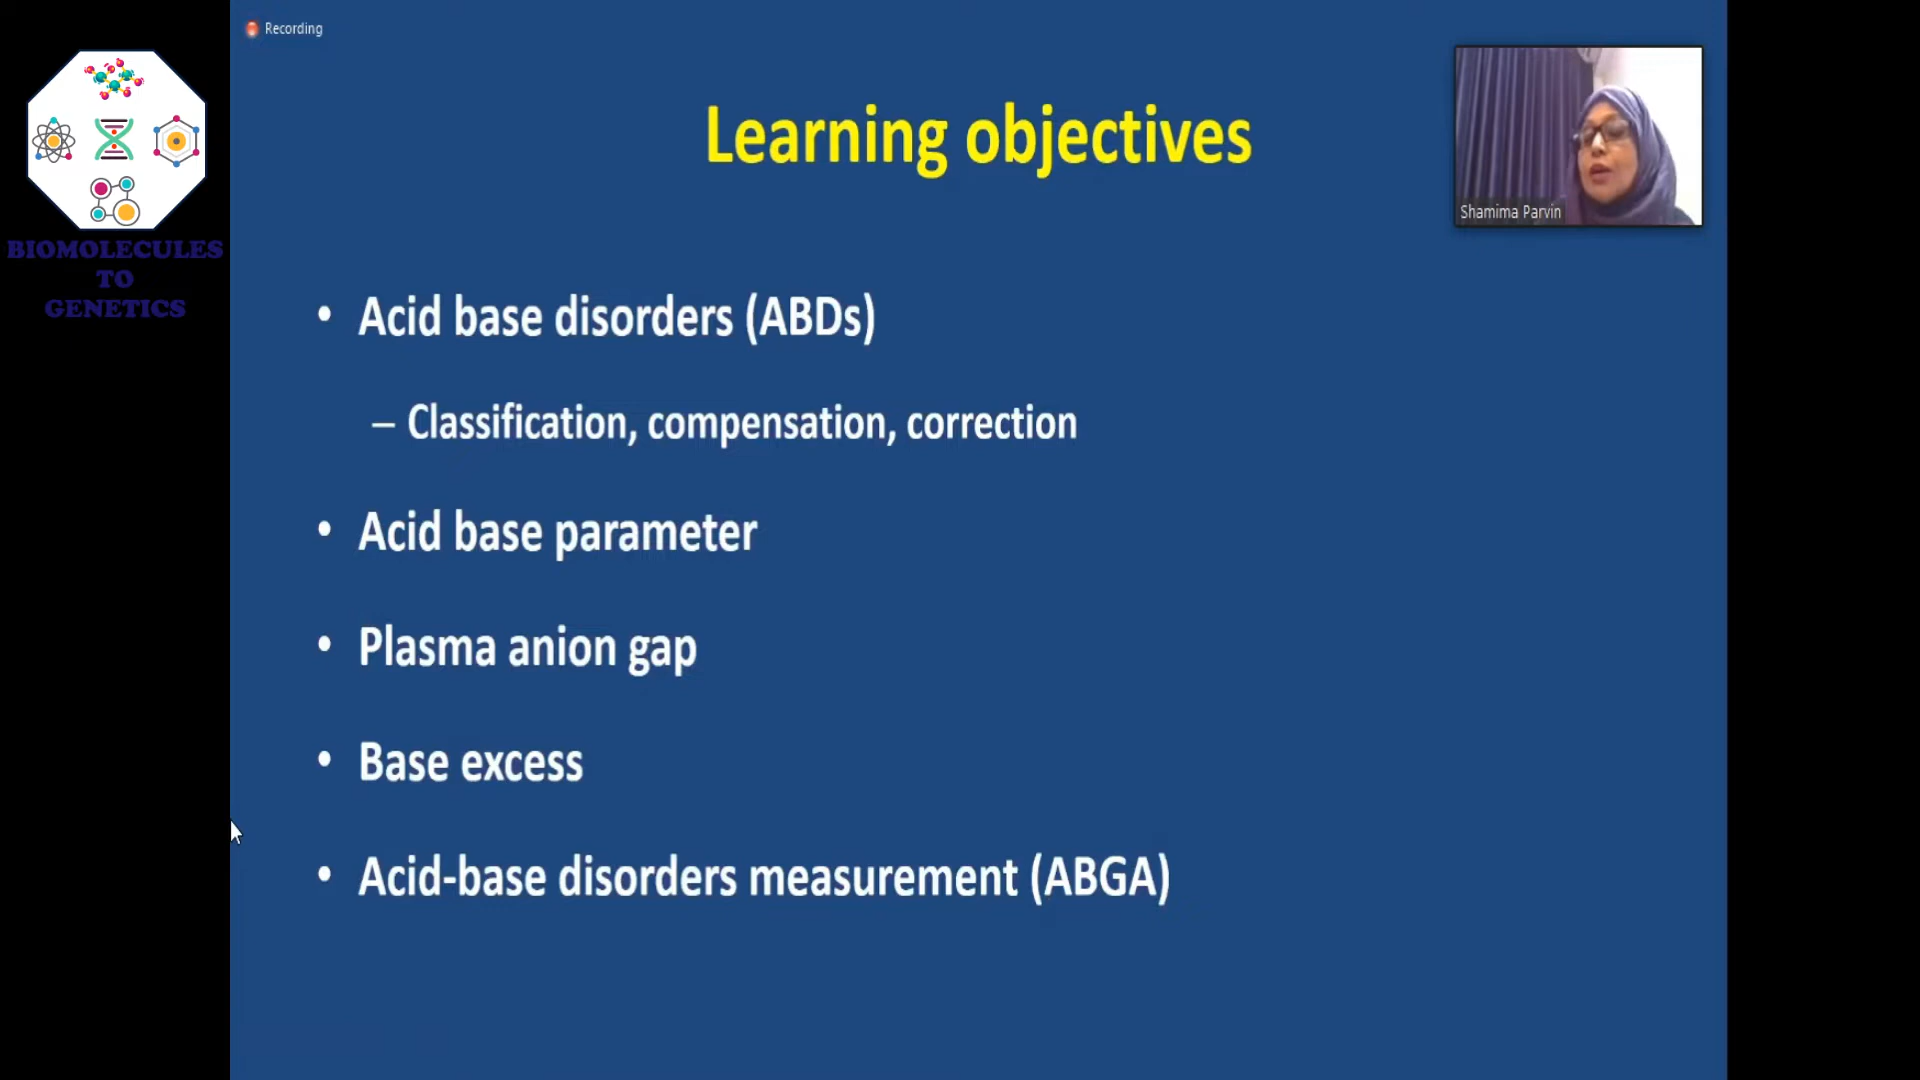 Recording
BIOMOLECULES
TO
GENETICS
Learning objectives
Shamima Parvin
• Acid base disorders (ABDs)
– Classification, compensation, correction
• Acid base parameter
• Plasma anion gap
• Base excess
• Acid-base disorders measurement (ABGA)